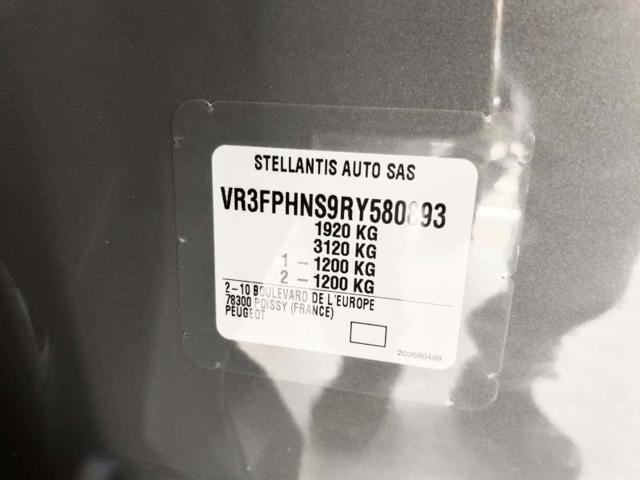 STELLANTIS AUTO SAS
VR3FPHNS9RY580893
1920 KG
3120 KG
1 - 1200 KG
2 - 1200 KG
2-10 BOULEVARD DE L'EUROPE
78300 POISSY (FRANCE)
PEUGEOT
200680499